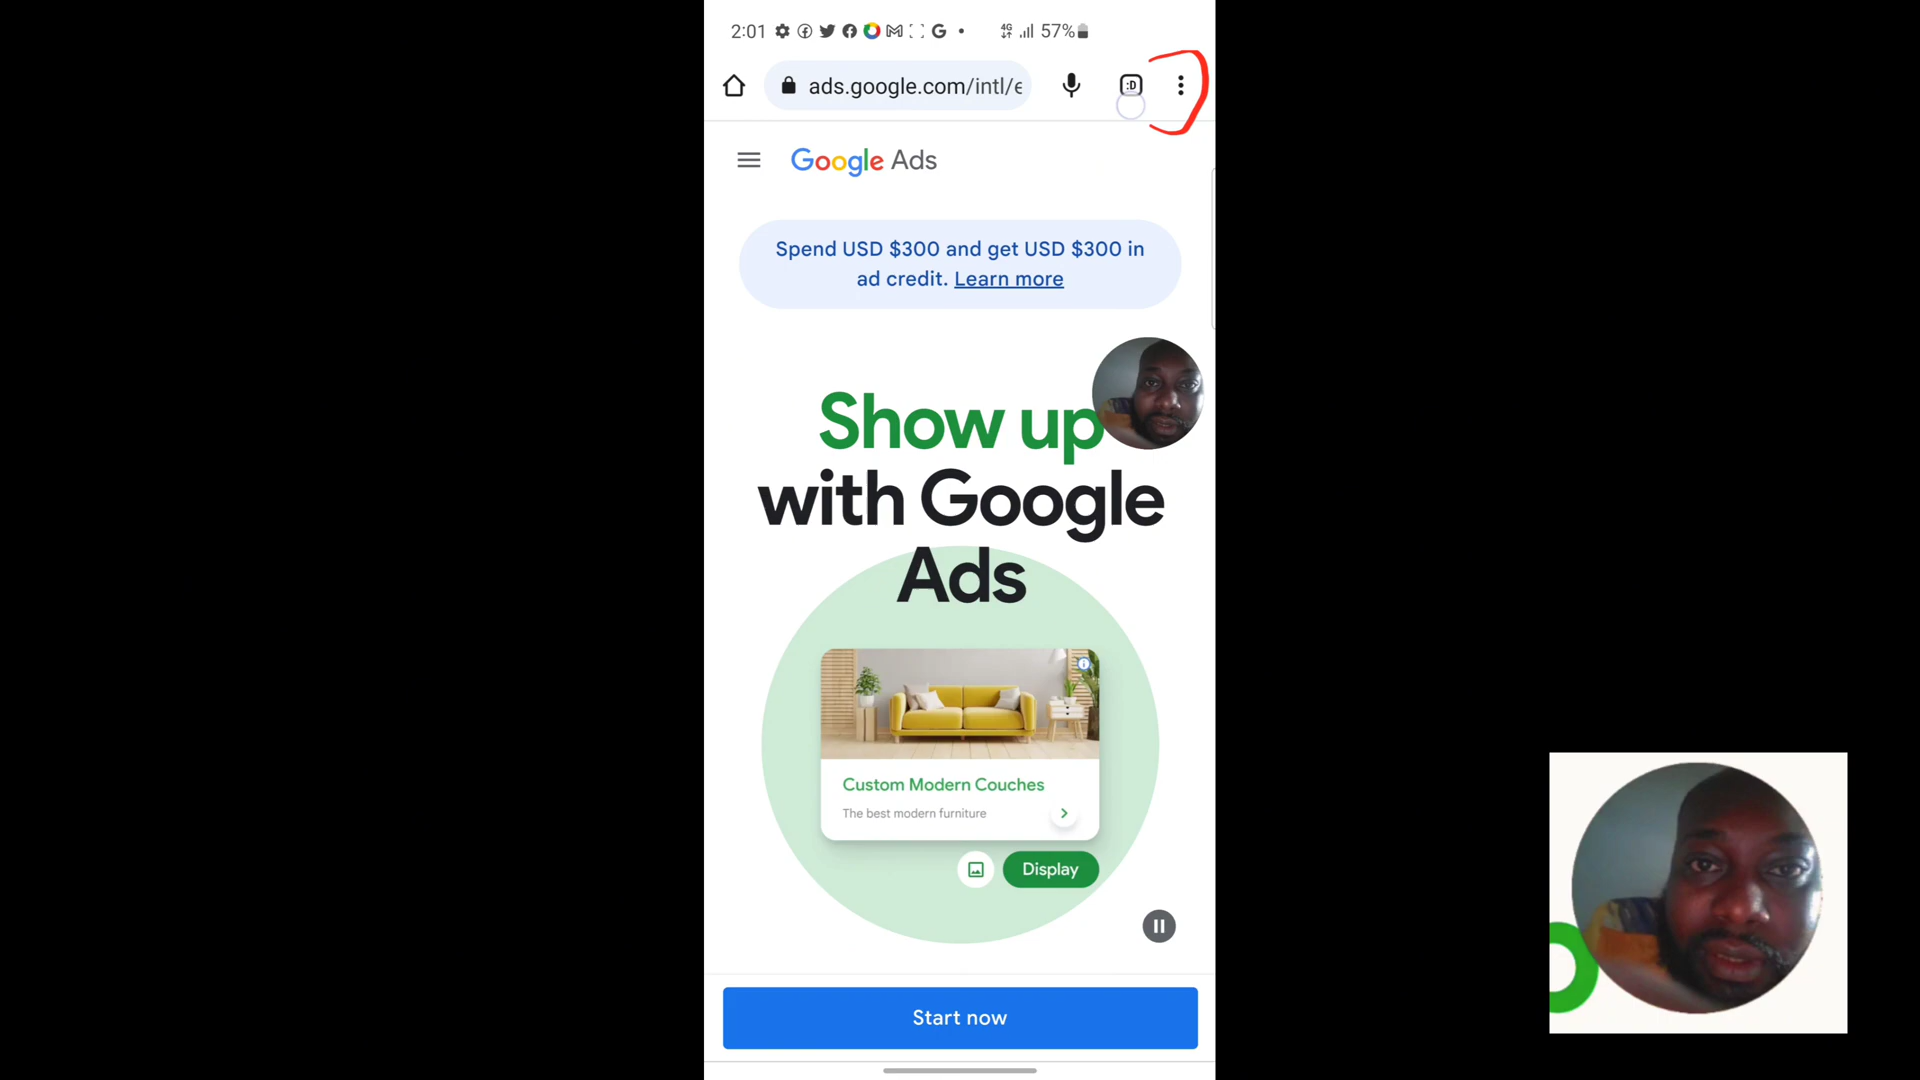 2:01
4G
57%
ads.google.com/intl/e
:D
Google Ads
Spend USD $300 and get USD $300 in
ad credit. Learn more
Show up
with Google
Ads
Custom Modern Couches
The best modern furniture
Display
Start now